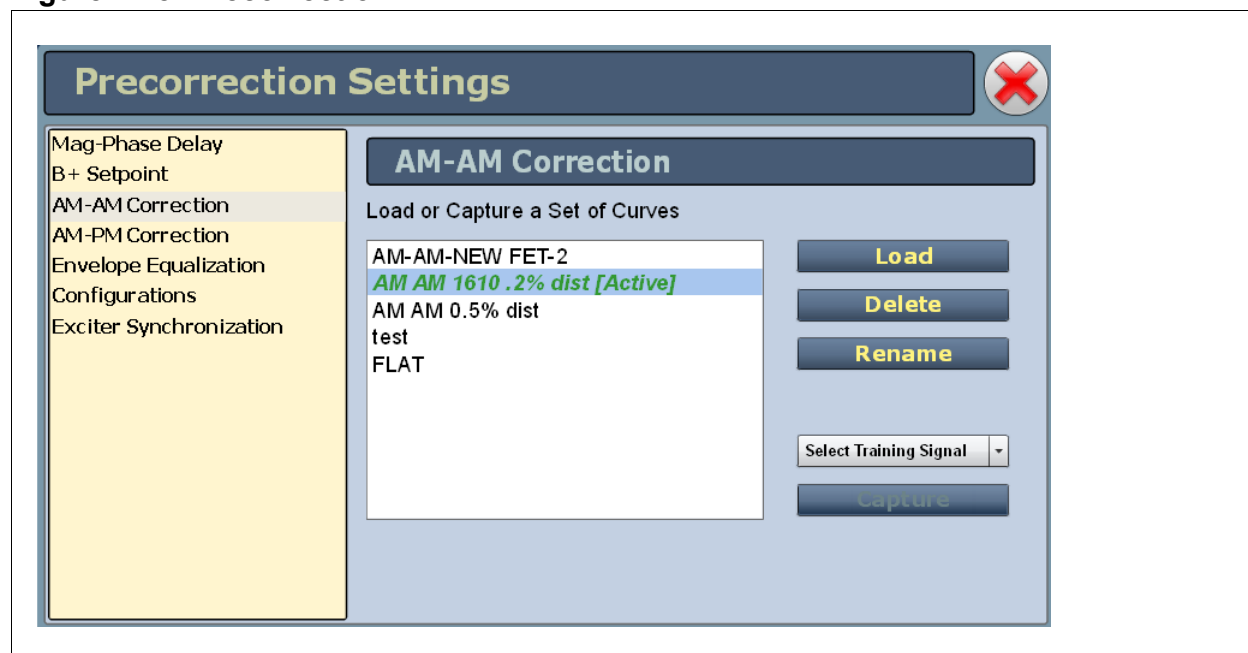 Precorrection Settings
Mag-Phase Delay
B+ Setpoint
AM-AM Correction
AM-PM Correction
Envelope Equalization
Configurations
Exciter Synchronization
AM-AM Correction
Load or Capture a Set of Curves
AM-AM-NEW FET-2
AM AM 1610 .2% dist [Active]
AM AM 0.5% dist
test
FLAT
Load
Delete
Rename
Select Training Signal
Capture